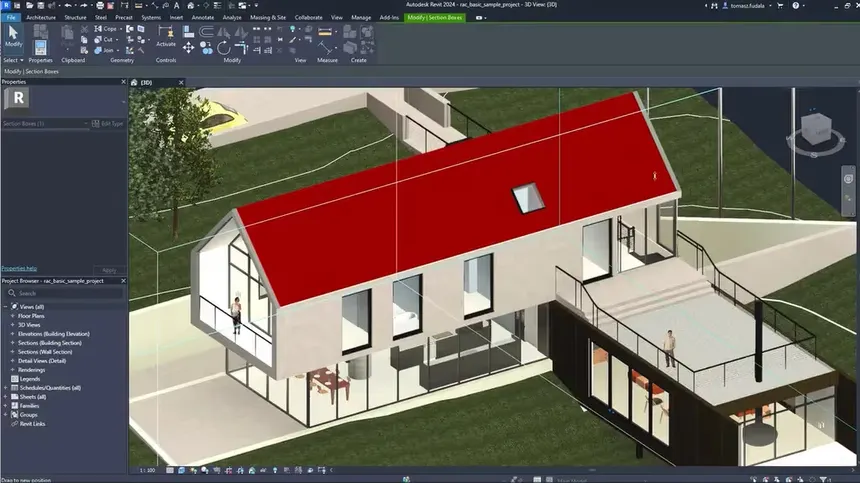 Autodesk Revit 2024 - rac_basic_sample_project - 3D View: {3D}
tomasz.fudala
File Architecture Structure Steel Precast Systems Insert Annotate Analyze Massing & Site Collaborate View Manage Add-Ins Modify | Section Boxes
Modify
Cope
Cut
Join
Activate
Select Properties Clipboard Geometry Controls Modify View Measure Create
Modify | Section Boxes
Properties
{3D}
R
Section Boxes (1)
Edit Type
Properties help
Apply
Project Browser - rac_basic_sample_project
Search
Views (all)
Floor Plans
3D Views
Elevations (Building Elevation)
Sections (Building Section)
Sections (Wall Section)
Detail Views (Detail)
Renderings
Legends
Schedules/Quantities (all)
Sheets (all)
Families
Groups
Revit Links
1 : 100
Drag to new position
Main Model